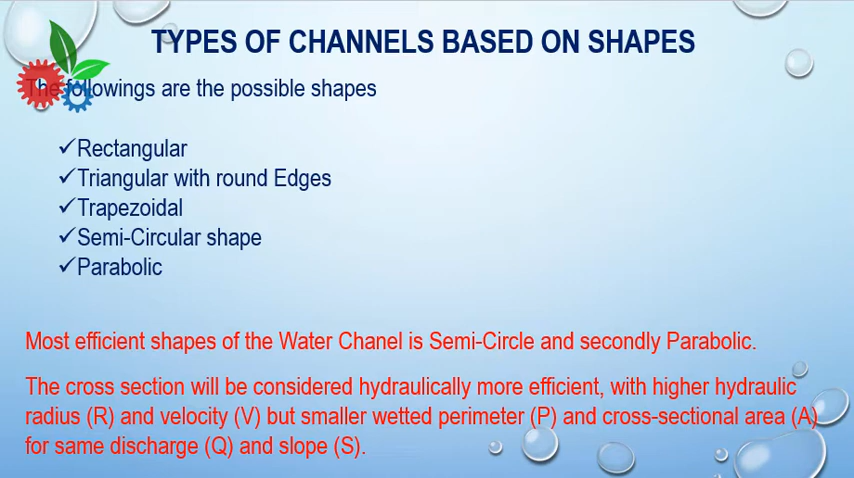 TYPES OF CHANNELS BASED ON SHAPES
The followings are the possible shapes
✓Rectangular
✓Triangular with round Edges
✓Trapezoidal
✓Semi-Circular shape
✓Parabolic
Most efficient shapes of the Water Chanel is Semi-Circle and secondly Parabolic.
The cross section will be considered hydraulically more efficient, with higher hydraulic
radius (R) and velocity (V) but smaller wetted perimeter (P) and cross-sectional area (A)
for same discharge (Q) and slope (S).